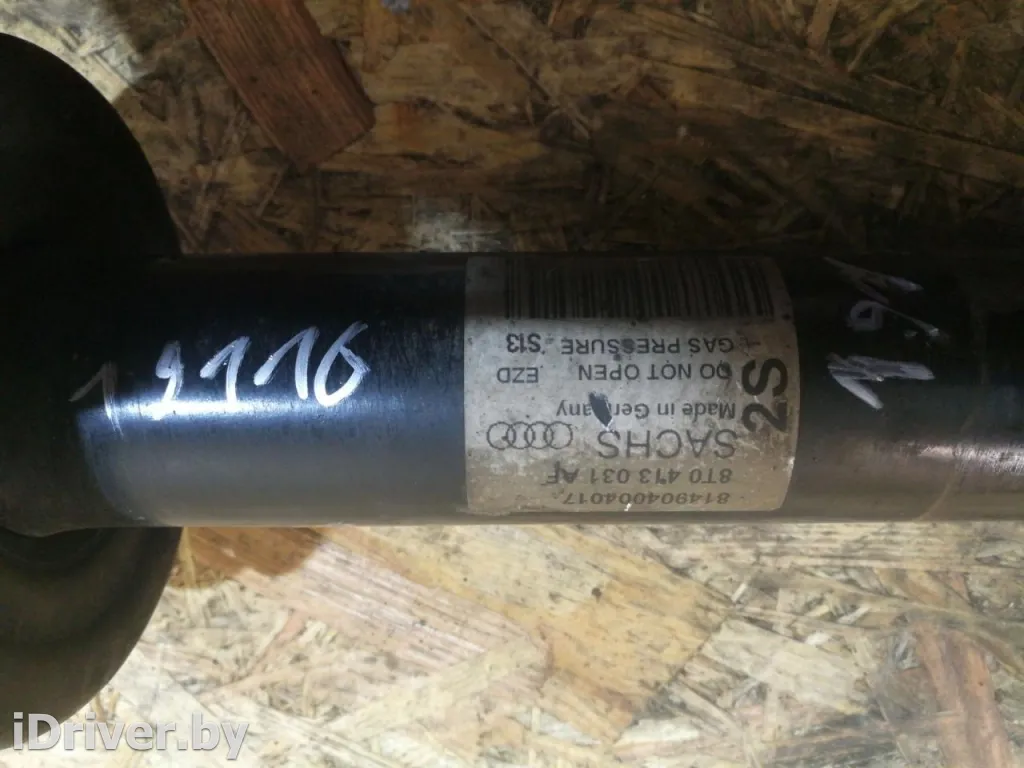 814904004017
8T0 413 031 AF
SACHS
Made in Germany
DO NOT OPEN EZD
GAS PRESSURE S13
2S
19116
iDriver.by